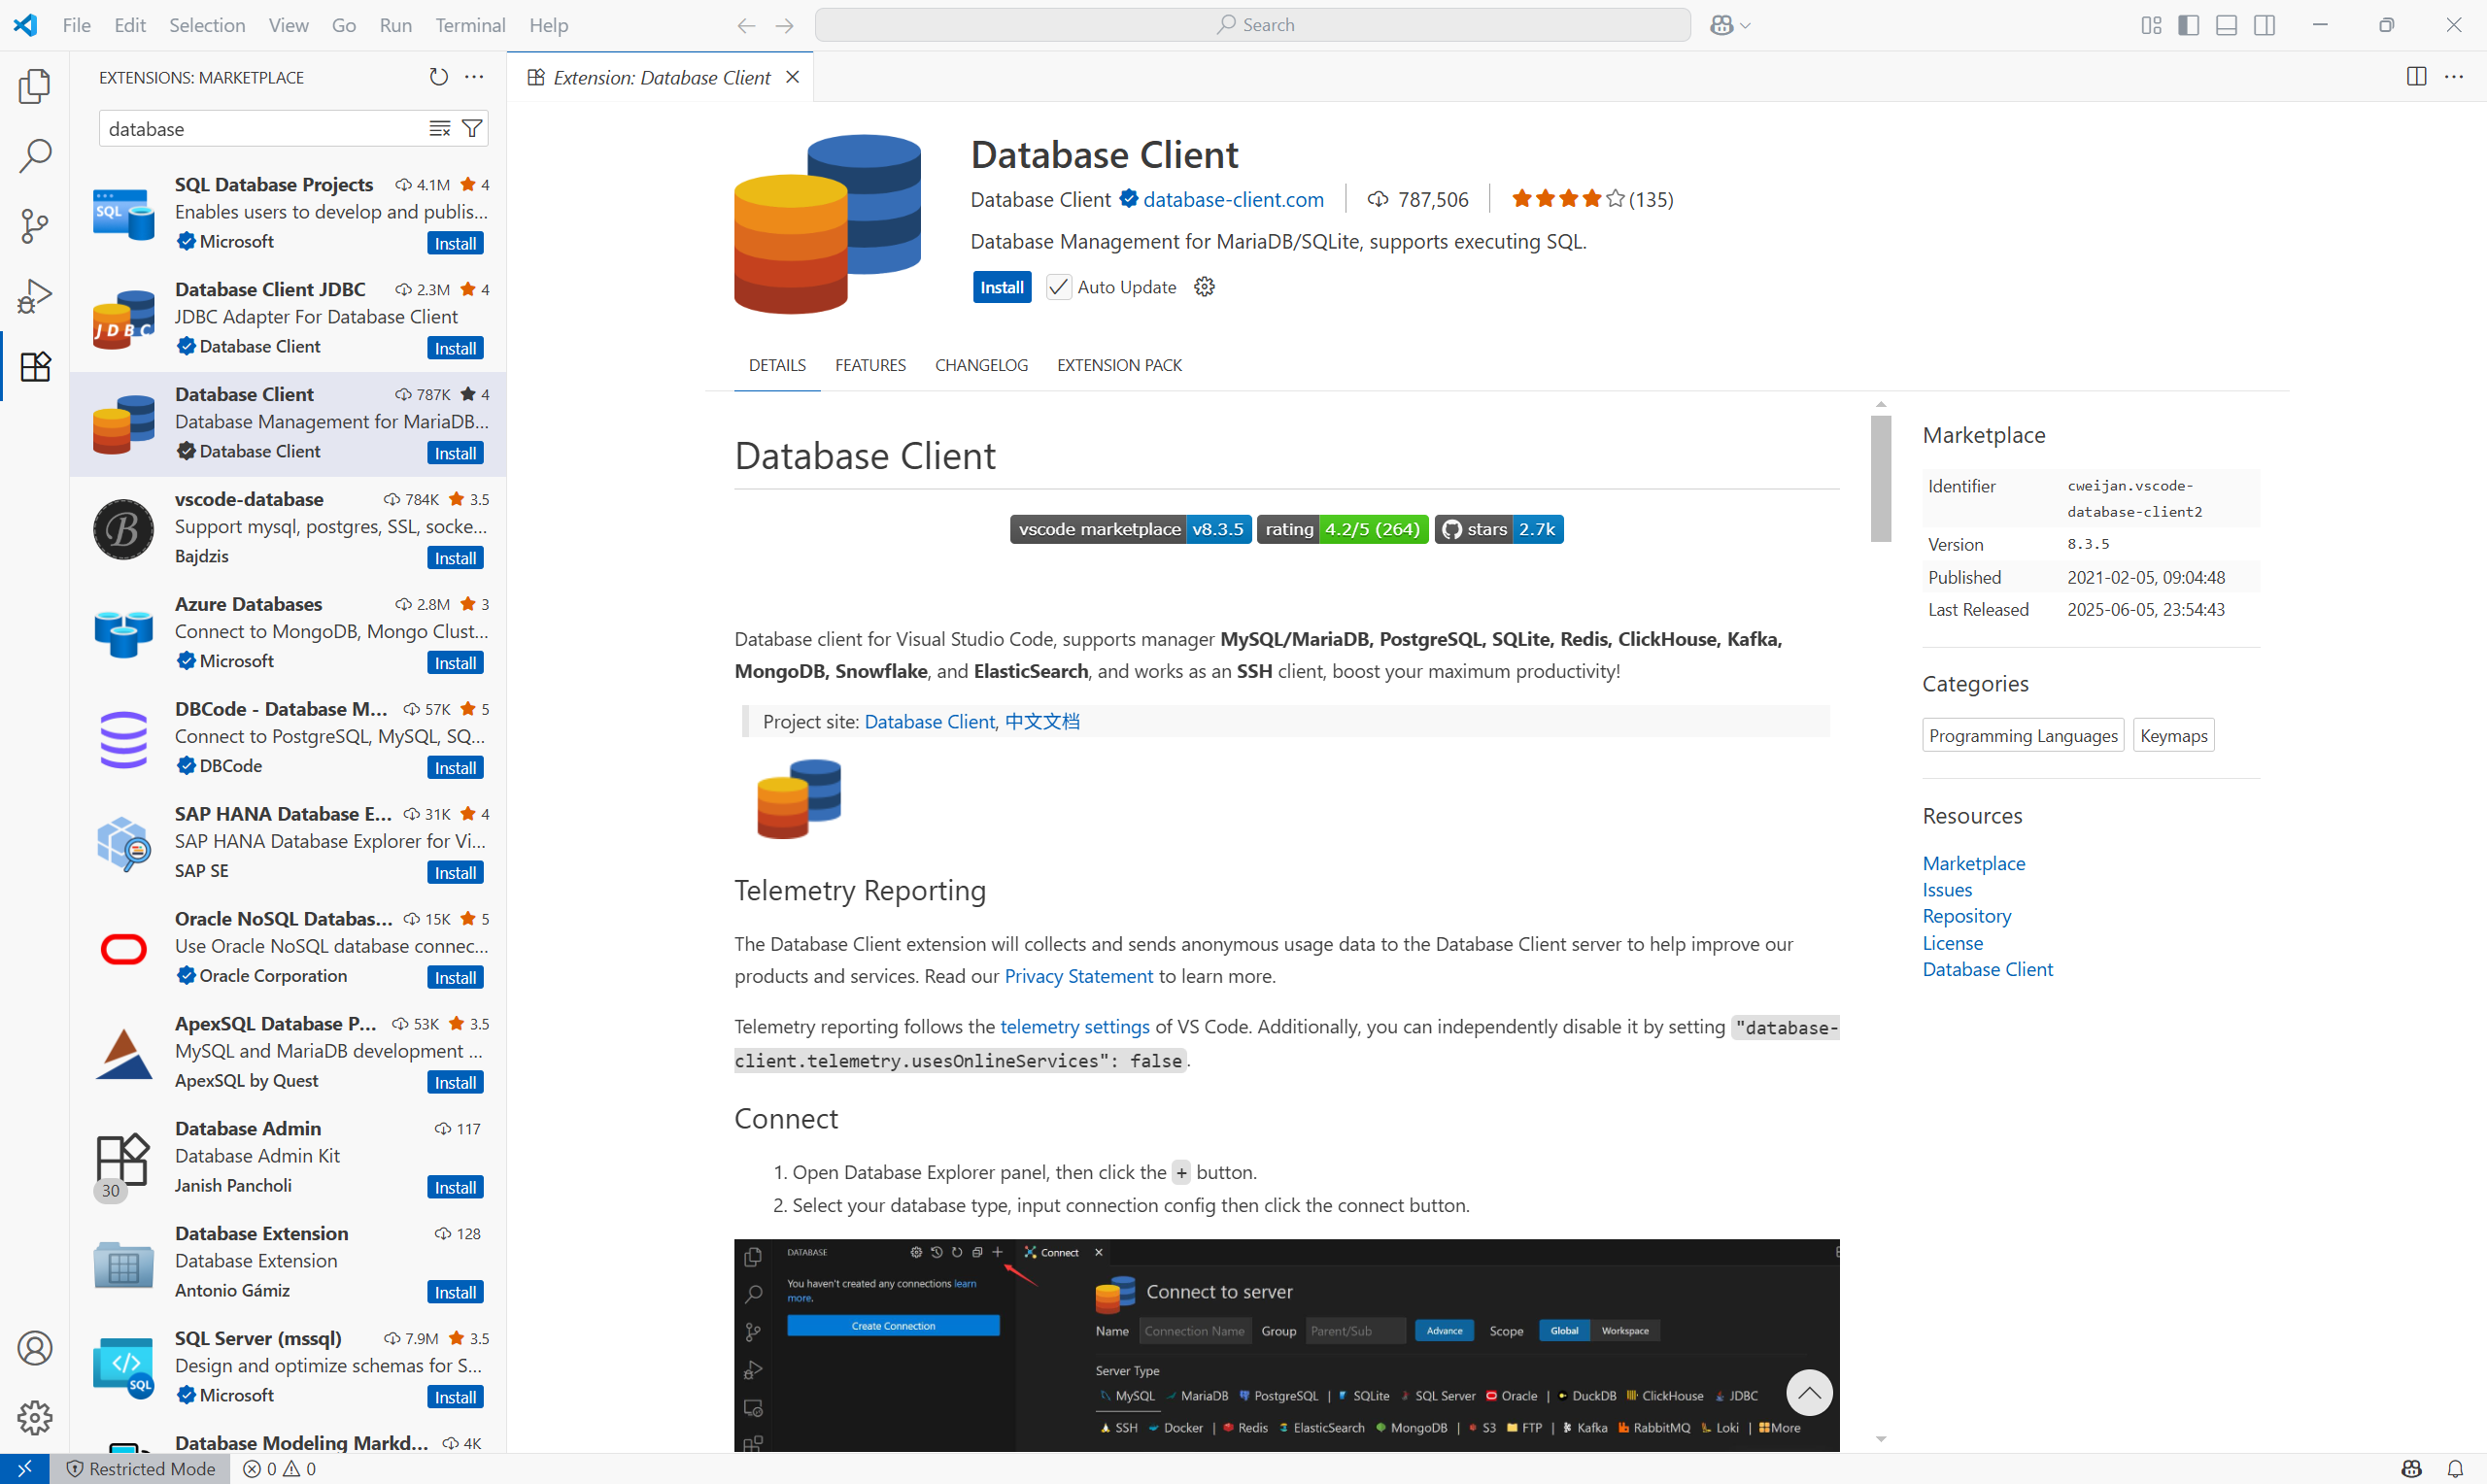 File Edit Selection View Go Run Terminal Help
Search
EXTENSIONS: MARKETPLACE
database
SQL Database Projects 4.1M 4
Enables users to develop and publis...
Microsoft Install
Database Client JDBC 2.3M 4
JDBC Adapter For Database Client
Database Client Install
Database Client 787K 4
Database Management for MariaDB...
Database Client Install
vscode-database 784K 3.5
Support mysql, postgres, SSL, socke...
Bajdzis Install
Azure Databases 2.8M 3
Connect to MongoDB, Mongo Clust...
Microsoft Install
DBCode - Database M... 57K 5
Connect to PostgreSQL, MySQL, SQ...
DBCode Install
SAP HANA Database E... 31K 4
SAP HANA Database Explorer for Vi...
SAP SE Install
Oracle NoSQL Databas... 15K 5
Use Oracle NoSQL database connec...
Oracle Corporation Install
ApexSQL Database P... 53K 3.5
MySQL and MariaDB development ...
ApexSQL by Quest Install
Database Admin 117
Database Admin Kit
30 Janish Pancholi Install
Database Extension 128
Database Extension
Antonio Gámiz Install
SQL Server (mssql) 7.9M 3.5
Design and optimize schemas for S...
Microsoft Install
Database Modeling Markd... 4K
Extension: Database Client
Database Client
Database Client database-client.com 787,506 (135)
Database Management for MariaDB/SQLite, supports executing SQL.
Install Auto Update
DETAILS FEATURES CHANGELOG EXTENSION PACK
Database Client
vscode marketplace v8.3.5 rating 4.2/5 (264) stars 2.7k
Database client for Visual Studio Code, supports manager MySQL/MariaDB, PostgreSQL, SQLite, Redis, ClickHouse, Kafka,
MongoDB, Snowflake, and ElasticSearch, and works as an SSH client, boost your maximum productivity!
Project site: Database Client, 中文文档
Telemetry Reporting
The Database Client extension will collects and sends anonymous usage data to the Database Client server to help improve our
products and services. Read our Privacy Statement to learn more.
Telemetry reporting follows the telemetry settings of VS Code. Additionally, you can independently disable it by setting "database-
client.telemetry.usesOnlineServices": false.
Connect
1. Open Database Explorer panel, then click the + button.
2. Select your database type, input connection config then click the connect button.
DATABASE
You haven't created any connections learn
more.
Create Connection
Connect
Connect to server
Name Connection Name Group Parent/Sub Advance Scope Global Workspace
Server Type
MySQL MariaDB PostgreSQL | SQLite SQL Server Oracle | DuckDB ClickHouse JDBC
SSH Docker | Redis ElasticSearch MongoDB | S3 FTP | Kafka RabbitMQ Loki | More
Marketplace
Identifier cweijan.vscode-
database-client2
Version 8.3.5
Published 2021-02-05, 09:04:48
Last Released 2025-06-05, 23:54:43
Categories
Programming Languages Keymaps
Resources
Marketplace
Issues
Repository
License
Database Client
Restricted Mode 0 0
SQL
JDBC
B
SQL